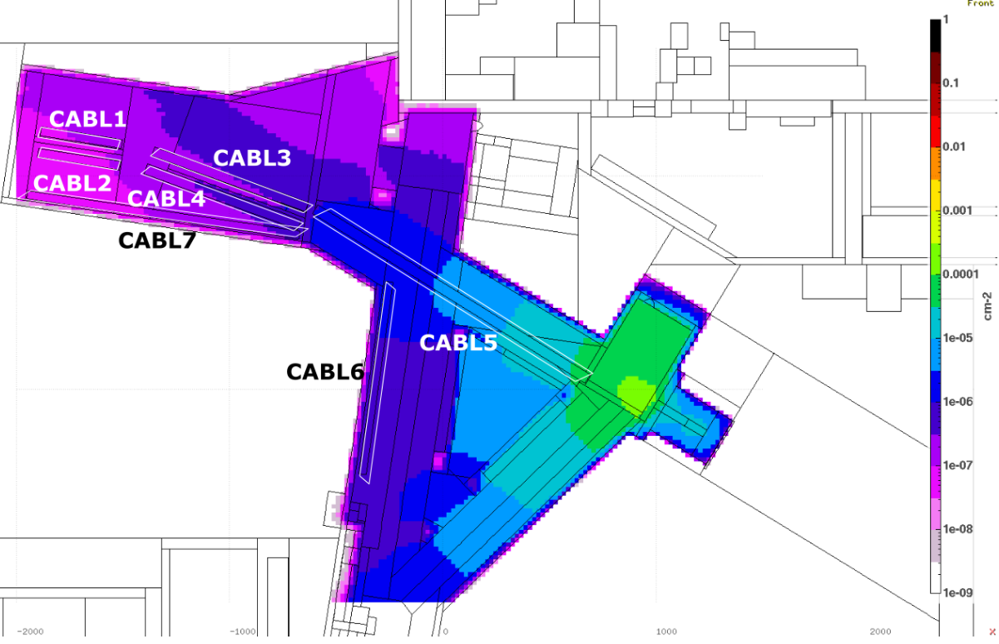 Front
1
0.1
CABL1
0.01
CABL3
CABL2
CABL4
0.001
CABL7
0.0001
cm-2
1e-05
CABL5
CABL6
1e-06
1e-07
1e-08
1e-09
-2000 -1000 0 1000 2000 X